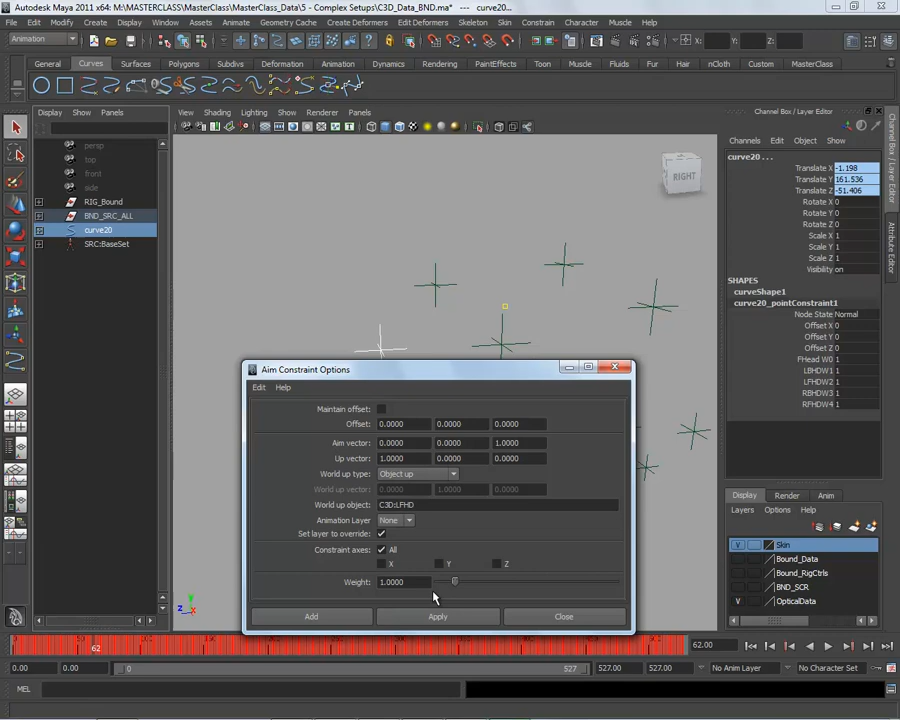 Autodesk Maya 2011 x64: M:\MASTERCLASS\MasterClass_Data\5 - Complex Setups\C3D_Data_BND.ma* --- curve20...
File Modify Create Display Window Assets Animate Geometry Cache Create Deformers Edit Deformers Skeleton Skin Constrain Character Muscle Help
Animation
X: Y: Z:
General Curves Surfaces Polygons Subdivs Deformation Animation Dynamics Rendering PaintEffects Toon Muscle Fluids Fur Hair nCloth Custom MasterClass
Display Show Panels
View Shading Lighting Show Renderer Panels
Channel Box / Layer Editor
persp
top
front
side
RIG_Bound
BND_SRC_ALL
curve20
SRC:BaseSet
RIGHT
z x
Channels Edit Object Show
curve20 ...
Translate X -1.198
Translate Y 161.536
Translate Z -51.406
Rotate X 0
Rotate Y 0
Rotate Z 0
Scale X 1
Scale Y 1
Scale Z 1
Visibility on
SHAPES
curveShape1
curve20_pointConstraint1
Node State Normal
Offset X 0
Offset Y 0
Offset Z 0
FHead W0 1
LBHDW1 1
LFHDW2 1
RBHDW3 1
RFHDW4 1
Channel Box / Layer Editor
Attribute Editor
Aim Constraint Options
Edit Help
Maintain offset:
Offset: 0.0000 0.0000 0.0000
Aim vector: 0.0000 0.0000 1.0000
Up vector: 1.0000 0.0000 0.0000
World up type: Object up
World up vector: 0.0000 1.0000 0.0000
World up object: C3D:LFHD
Animation Layer None
Set layer to override:
Constraint axes: All
X Y Z
Weight: 1.0000
Add Apply Close
Display Render Anim
Layers Options Help
V Skin
Bound_Data
Bound_RigCtrls
BND_SCR
V OpticalData
62
62.00
0.00 0.00 0 527 527.00 527.00 No Anim Layer No Character Set
MEL